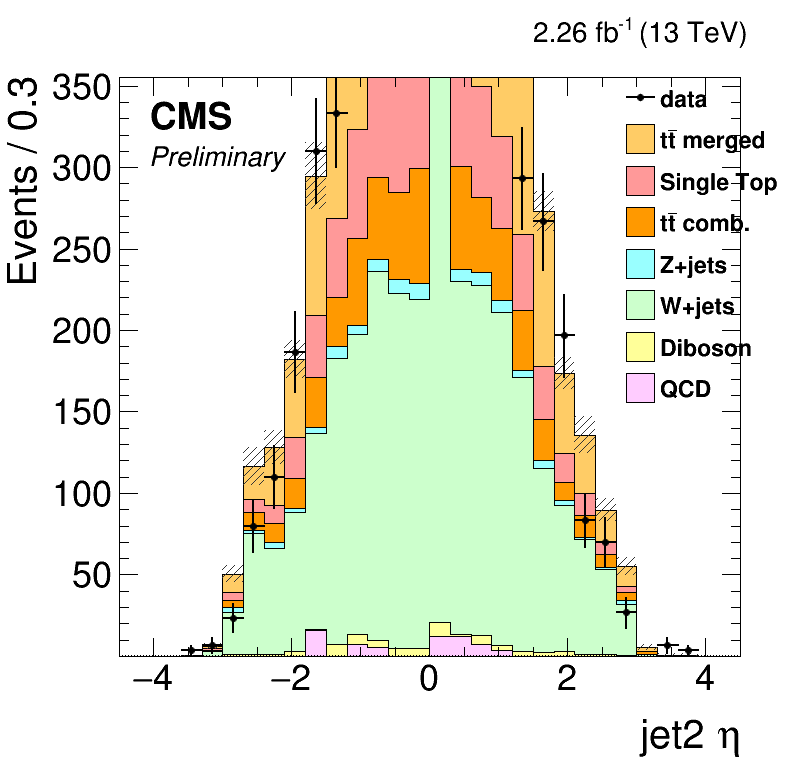 2.26 fb-1 (13 TeV)
Events / 0.3
350
300
250
200
150
100
50
CMS
Preliminary
data
tt̄ merged
Single Top
tt̄ comb.
Z+jets
W+jets
Diboson
QCD
−4 −2 0 2 4
jet2 η